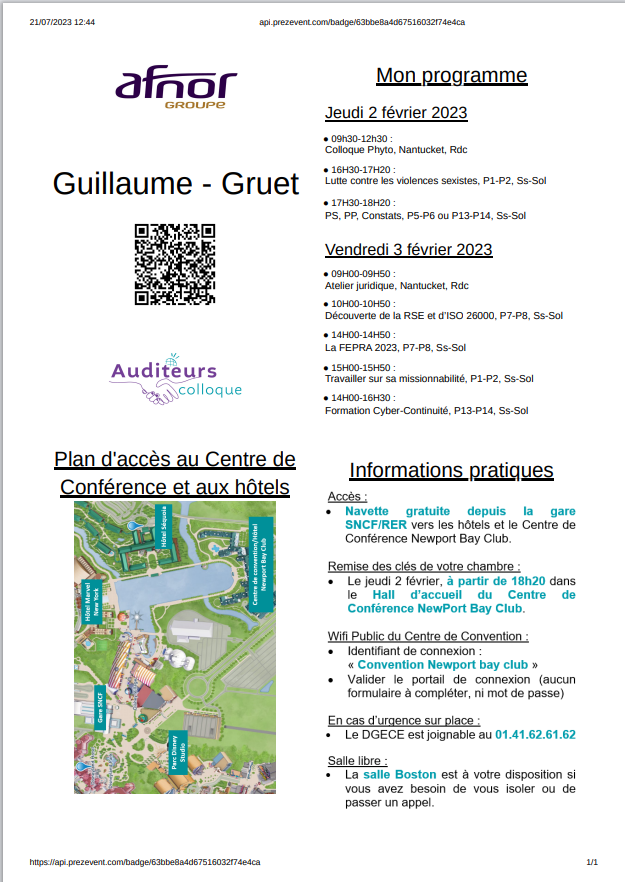 21/07/2023 12:44
api.prezevent.com/badge/63bbe8a4d67516032f74e4ca
afnor
GROUPE
Guillaume - Gruet
Auditeurs
colloque
Mon programme
Jeudi 2 février 2023
● 09h30-12h30 :
Colloque Phyto, Nantucket, Rdc
● 16H30-17H20 :
Lutte contre les violences sexistes, P1-P2, Ss-Sol
● 17H30-18H20 :
PS, PP, Constats, P5-P6 ou P13-P14, Ss-Sol
Vendredi 3 février 2023
● 09H00-09H50 :
Atelier juridique, Nantucket, Rdc
● 10H00-10H50 :
Découverte de la RSE et d'ISO 26000, P7-P8, Ss-Sol
● 14H00-14H50 :
La FEPRA 2023, P7-P8, Ss-Sol
● 15H00-15H50 :
Travailler sur sa missionnabilité, P1-P2, Ss-Sol
● 14H00-16H30 :
Formation Cyber-Continuité, P13-P14, Ss-Sol
Plan d'accès au Centre de
Conférence et aux hôtels
Hôtel Séquoia
Centre de convention/Hôtel
Newport Bay Club
Hôtel Marvel
New York
Gare SNCF
Parc Disney
Studio
Informations pratiques
Accès :
• Navette gratuite depuis la gare
SNCF/RER vers les hôtels et le Centre de
Conférence Newport Bay Club.
Remise des clés de votre chambre :
• Le jeudi 2 février, à partir de 18h20 dans
le Hall d'accueil du Centre de
Conférence NewPort Bay Club.
Wifi Public du Centre de Convention :
• Identifiant de connexion :
« Convention Newport bay club »
• Valider le portail de connexion (aucun
formulaire à compléter, ni mot de passe)
En cas d'urgence sur place :
• Le DGECE est joignable au 01.41.62.61.62
Salle libre :
• La salle Boston est à votre disposition si
vous avez besoin de vous isoler ou de
passer un appel.
https://api.prezevent.com/badge/63bbe8a4d67516032f74e4ca
1/1